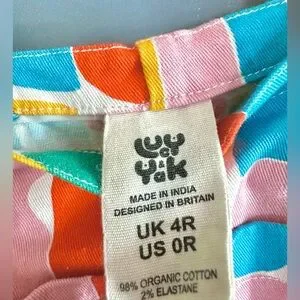 LUCY
&
YAK
MADE IN INDIA
DESIGNED IN BRITAIN
UK 4R
US 0R
98% ORGANIC COTTON
2% ELASTANE